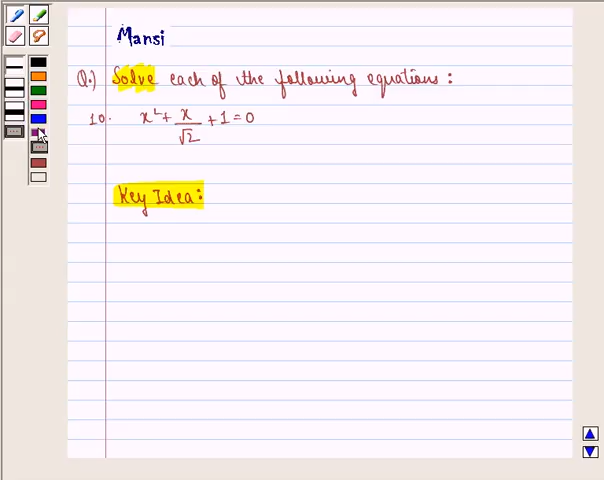 Mansi
Q.) Solve each of the following equations :
10. x² + x/√2 + 1 = 0
Key Idea: